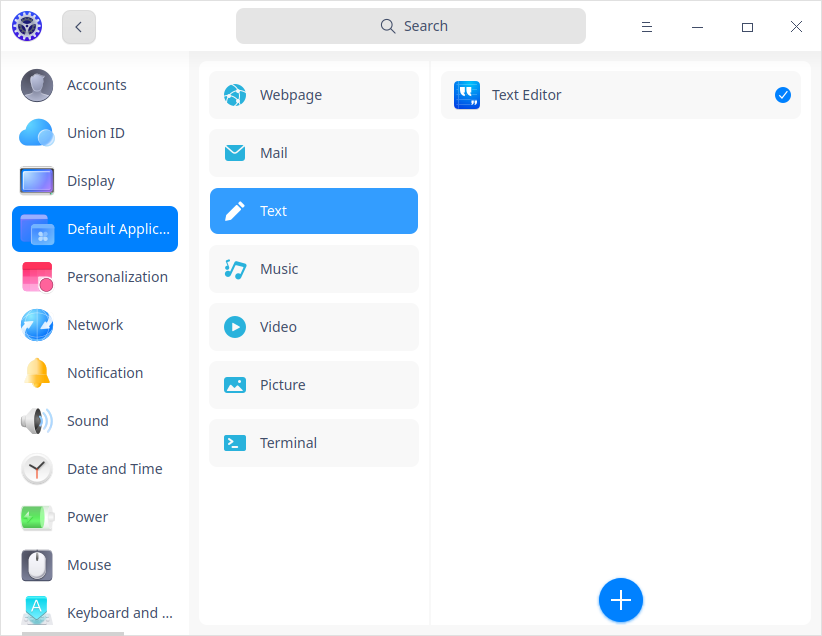 Search
Accounts
Union ID
Display
Default Applic...
Personalization
Network
Notification
Sound
Date and Time
Power
Mouse
Keyboard and ...
Webpage
Mail
Text
Music
Video
Picture
Terminal
Text Editor